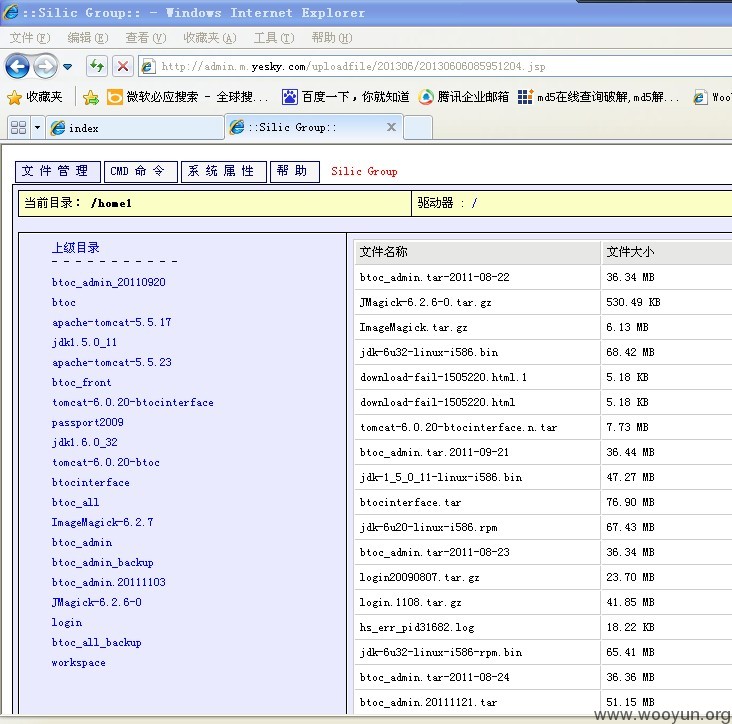 ::Silic Group:: - Windows Internet Explorer
文件(F) 编辑(E) 查看(V) 收藏夹(A) 工具(T) 帮助(H)
http://admin.m.yesky.com/uploadfile/201306/20130606085951204.jsp
收藏夹 微软必应搜索 - 全球搜... 百度一下，你就知道 腾讯企业邮箱 md5在线查询破解,md5解... Woo
index ::Silic Group:: X
文件管理 CMD命令 系统属性 帮助 Silic Group
当前目录： /home1 驱动器 : /
上级目录
- - - - - - - - - - - -
btoc_admin_20110920
btoc
apache-tomcat-5.5.17
jdk1.5.0_11
apache-tomcat-5.5.23
btoc_front
tomcat-6.0.20-btocinterface
passport2009
jdk1.6.0_32
tomcat-6.0.20-btoc
btocinterface
btoc_all
ImageMagick-6.2.7
btoc_admin
btoc_admin_backup
btoc_admin.20111103
JMagick-6.2.6-0
login
btoc_all_backup
workspace
文件名称 文件大小
btoc_admin.tar-2011-08-22 36.34 MB
JMagick-6.2.6-0.tar.gz 530.49 KB
ImageMagick.tar.gz 6.13 MB
jdk-6u32-linux-i586.bin 68.42 MB
download-fail-1505220.html.1 5.18 KB
download-fail-1505220.html 5.18 KB
tomcat-6.0.20-btocinterface.n.tar 7.73 MB
btoc_admin.tar.2011-09-21 36.44 MB
jdk-1_5_0_11-linux-i586.bin 47.27 MB
btocinterface.tar 76.90 MB
jdk-6u20-linux-i586.rpm 67.43 MB
btoc_admin.tar-2011-08-23 36.34 MB
login20090807.tar.gz 23.70 MB
login.1108.tar.gz 41.85 MB
hs_err_pid31682.log 18.22 KB
jdk-6u32-linux-i586-rpm.bin 65.41 MB
btoc_admin.tar-2011-08-24 36.36 MB
btoc_admin.20111121.tar 51.15 MB
www.wooyun.org